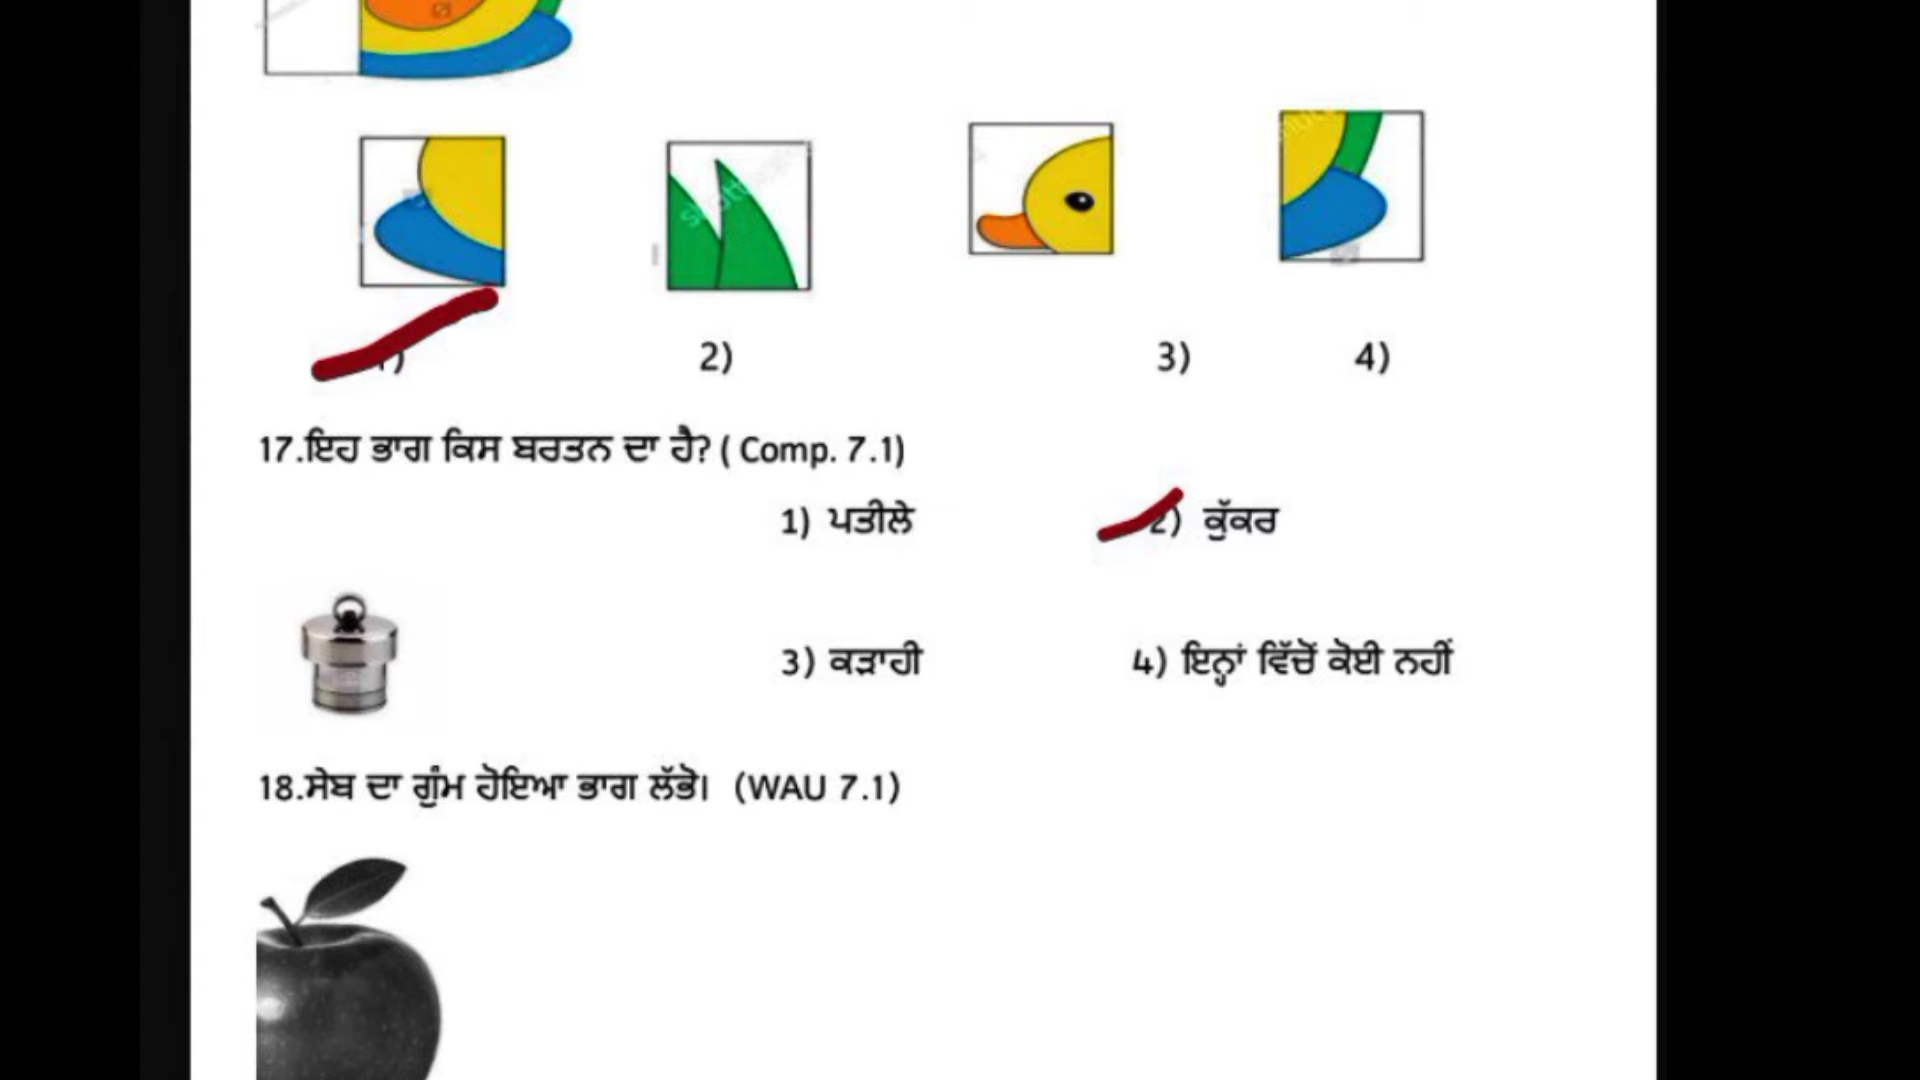 2) 3) 4)
17.ਇਹ ਭਾਗ ਕਿਸ ਬਰਤਨ ਦਾ ਹੈ? ( Comp. 7.1)
1) ਪਤੀਲੇ 2) ਕੁੱਕਰ
3) ਕੜਾਹੀ 4) ਇਨ੍ਹਾਂ ਵਿੱਚੋਂ ਕੋਈ ਨਹੀਂ
18.ਸੇਬ ਦਾ ਗੁੰਮ ਹੋਇਆ ਭਾਗ ਲੱਭੋ। (WAU 7.1)